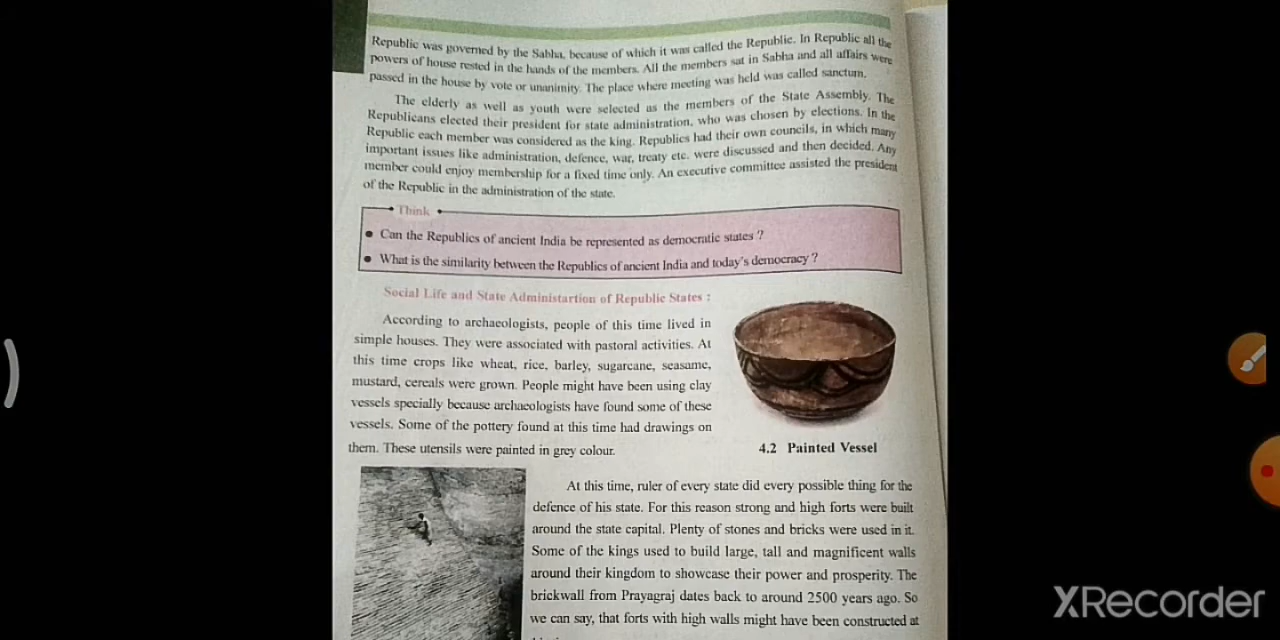 Republic was governed by the Sabha, because of which it was called the Republic. In Republic all the
powers of house rested in the hands of the members. All the members sat in Sabha and all affairs were
passed in the house by vote or unanimity. The place where meeting was held was called sanctum.
The elderly as well as youth were selected as the members of the State Assembly. The
Republicans elected their president for state administration, who was chosen by elections. In the
Republic each member was considered as the king. Republics had their own councils, in which many
important issues like administration, defence, war, treaty etc. were discussed and then decided. Any
member could enjoy membership for a fixed time only. An executive committee assisted the president
of the Republic in the administration of the state.
Think
• Can the Republics of ancient India be represented as democratic states ?
• What is the similarity between the Republics of ancient India and today's democracy ?
Social Life and State Administartion of Republic States :
According to archaeologists, people of this time lived in
simple houses. They were associated with pastoral activities. At
this time crops like wheat, rice, barley, sugarcane, seasame,
mustard, cereals were grown. People might have been using clay
vessels specially because archaeologists have found some of these
vessels. Some of the pottery found at this time had drawings on
them. These utensils were painted in grey colour.
4.2 Painted Vessel
At this time, ruler of every state did every possible thing for the
defence of his state. For this reason strong and high forts were built
around the state capital. Plenty of stones and bricks were used in it.
Some of the kings used to build large, tall and magnificent walls
around their kingdom to showcase their power and prosperity. The
brickwall from Prayagraj dates back to around 2500 years ago. So
we can say, that forts with high walls might have been constructed at
XRecorder